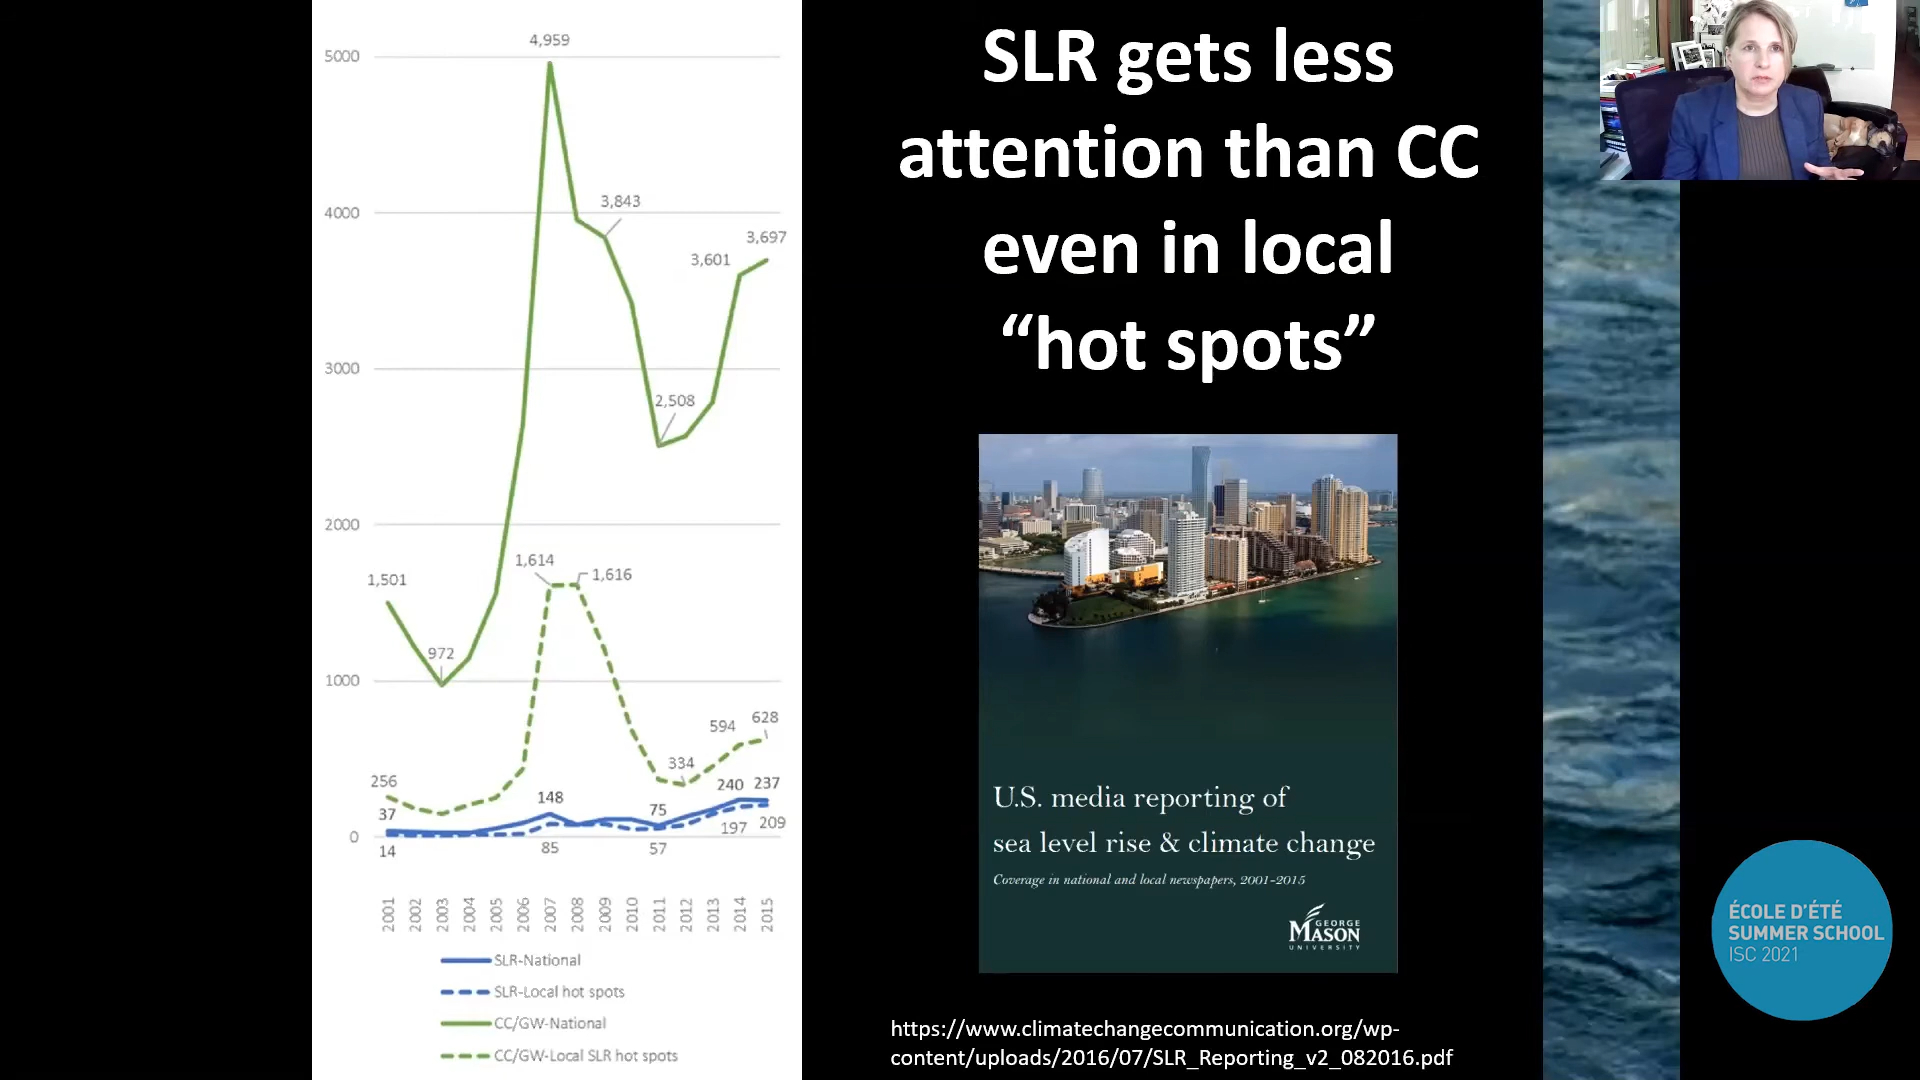 SLR gets less
attention than CC
even in local
“hot spots”
5000
4000
3000
2000
1000
0
4,959
3,843
3,697
3,601
2,508
1,614
1,616
1,501
972
256
37
14
148
85
334
75
57
594
628
240
237
197
209
2001
2002
2003
2004
2005
2006
2007
2008
2009
2010
2011
2012
2013
2014
2015
SLR-National
SLR-Local hot spots
CC/GW-National
CC/GW-Local SLR hot spots
U.S. media reporting of
sea level rise & climate change
Coverage in national and local newspapers, 2001-2015
GEORGE
MASON
UNIVERSITY
https://www.climatechangecommunication.org/wp-
content/uploads/2016/07/SLR_Reporting_v2_082016.pdf
ÉCOLE D'ÉTÉ
SUMMER SCHOOL
ISC 2021